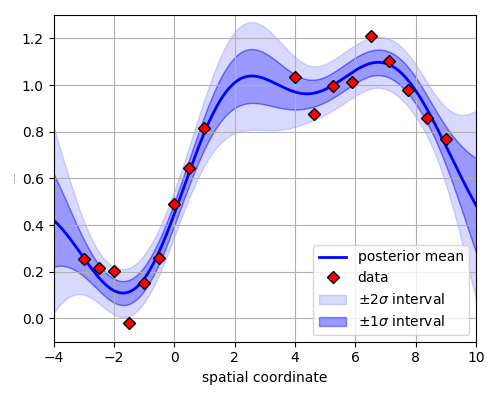 1.2
1.0
0.8
0.6
0.4
0.2
0.0
posterior mean
data
±2σ interval
±1σ interval
−4 −2 0 2 4 6 8 10
spatial coordinate